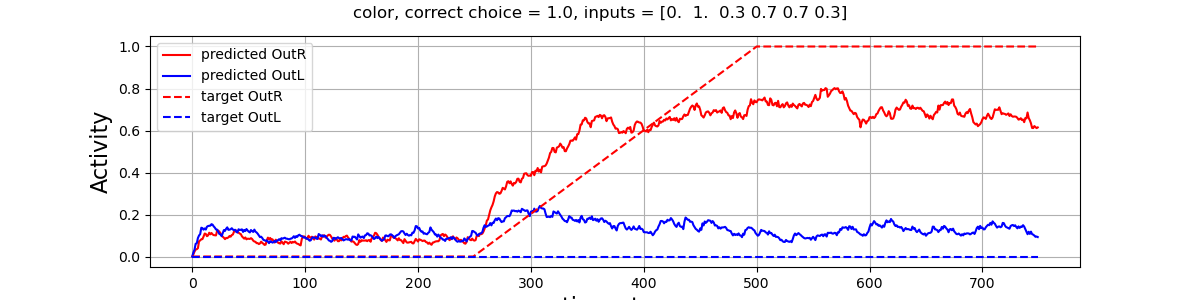 color, correct choice = 1.0, inputs = [0.  1.  0.3 0.7 0.7 0.3]
1.0
0.8
0.6
0.4
0.2
0.0
Activity
predicted OutR
predicted OutL
target OutR
target OutL
0 100 200 300 400 500 600 700